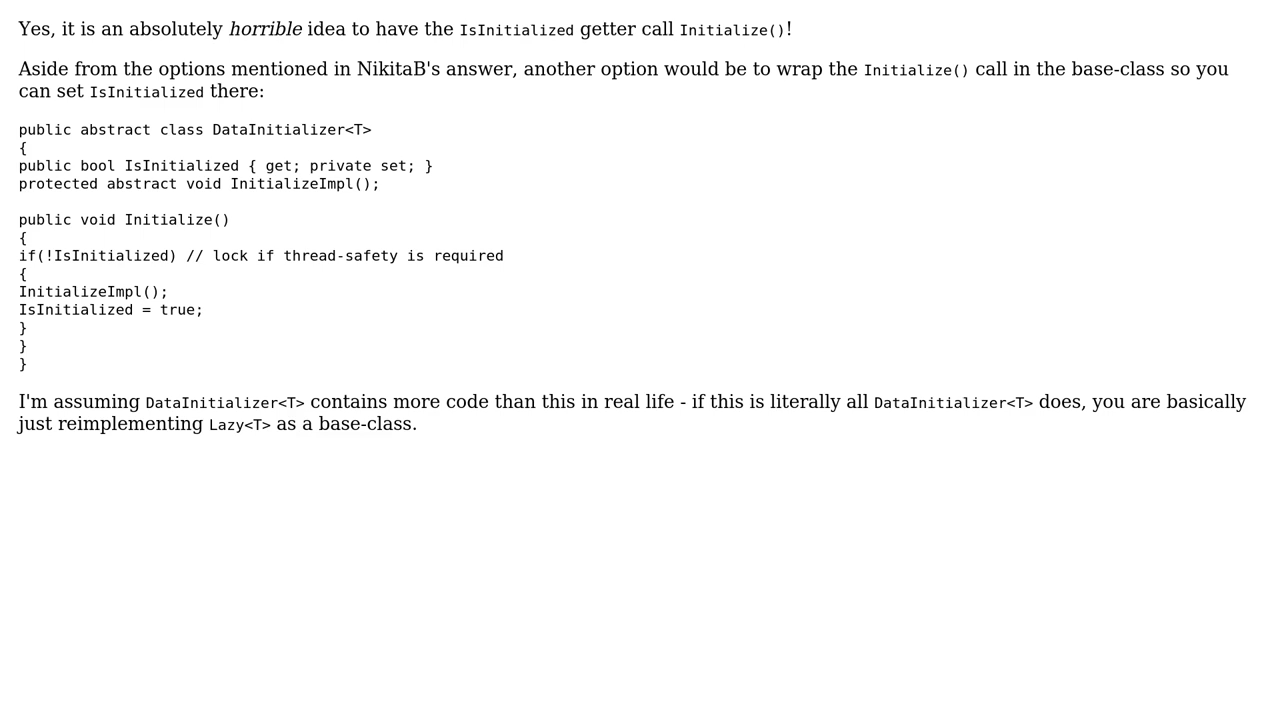 Yes, it is an absolutely horrible idea to have the IsInitialized getter call Initialize()!
Aside from the options mentioned in NikitaB's answer, another option would be to wrap the Initialize() call in the base-class so you
can set IsInitialized there:
public abstract class DataInitializer<T>
{
public bool IsInitialized { get; private set; }
protected abstract void InitializeImpl();
public void Initialize()
{
if(!IsInitialized) // lock if thread-safety is required
{
InitializeImpl();
IsInitialized = true;
}
}
}
I'm assuming DataInitializer<T> contains more code than this in real life - if this is literally all DataInitializer<T> does, you are basically
just reimplementing Lazy<T> as a base-class.